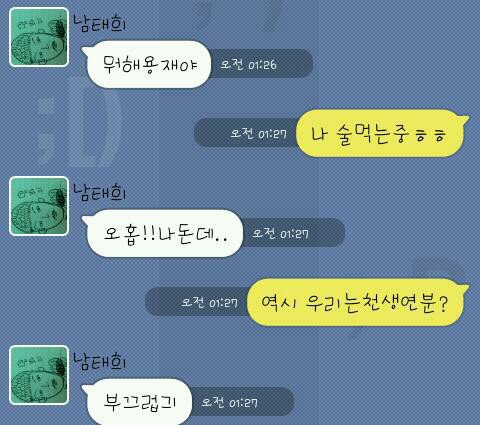 남태희
뭐해용재야
오전 01:26
오전 01:27
나 술먹는중ㅎㅎ
남태희
오홉!!나돈데..
오전 01:27
오전 01:27
역시 우리는천생연분?
남태희
부끄럽긔
오전 01:27